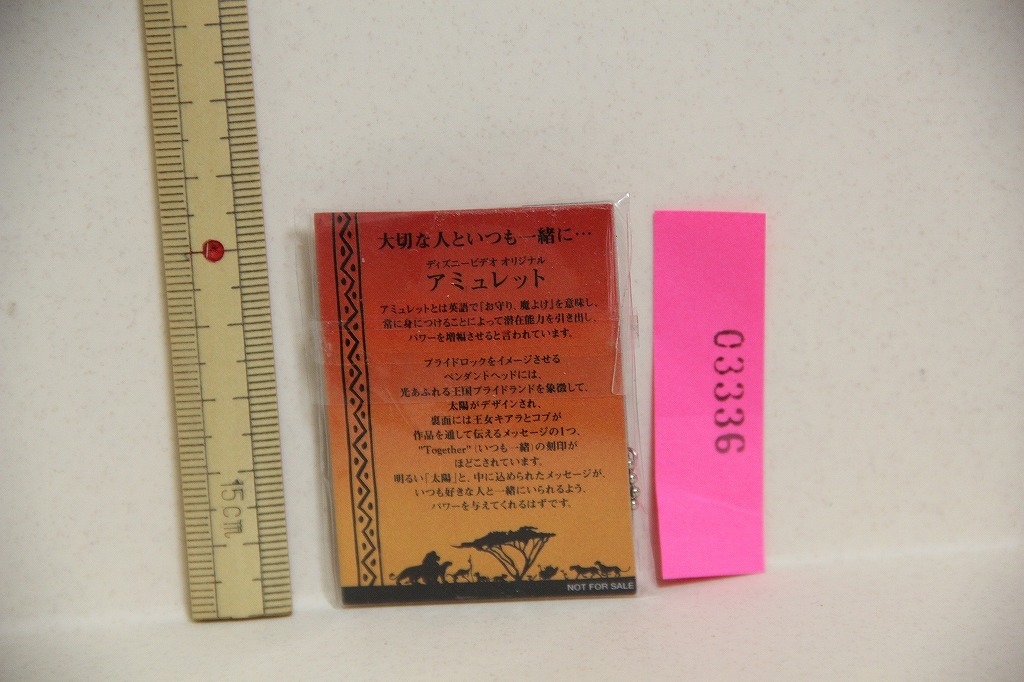 15cm
大切な人といつも一緒に…
ディズニービデオ オリジナル
アミュレット
アミュレットとは英語で『お守り、魔よけ』を意味し、
常に身につけることによって潜在能力を引き出し、
パワーを増幅させると言われています。
プライドロックをイメージさせる
ペンダントヘッドには、
光あふれる王国プライドランドを象徴して、
太陽がデザインされ、
裏面には王女キアラとコブが
作品を通して伝えるメッセージの1つ、
"Together"「いつも一緒」の刻印が
ほどこされています。
明るい『太陽』と、中に込められたメッセージが、
いつも好きな人と一緒にいられるよう、
パワーを与えてくれるはずです。
NOT FOR SALE
03336